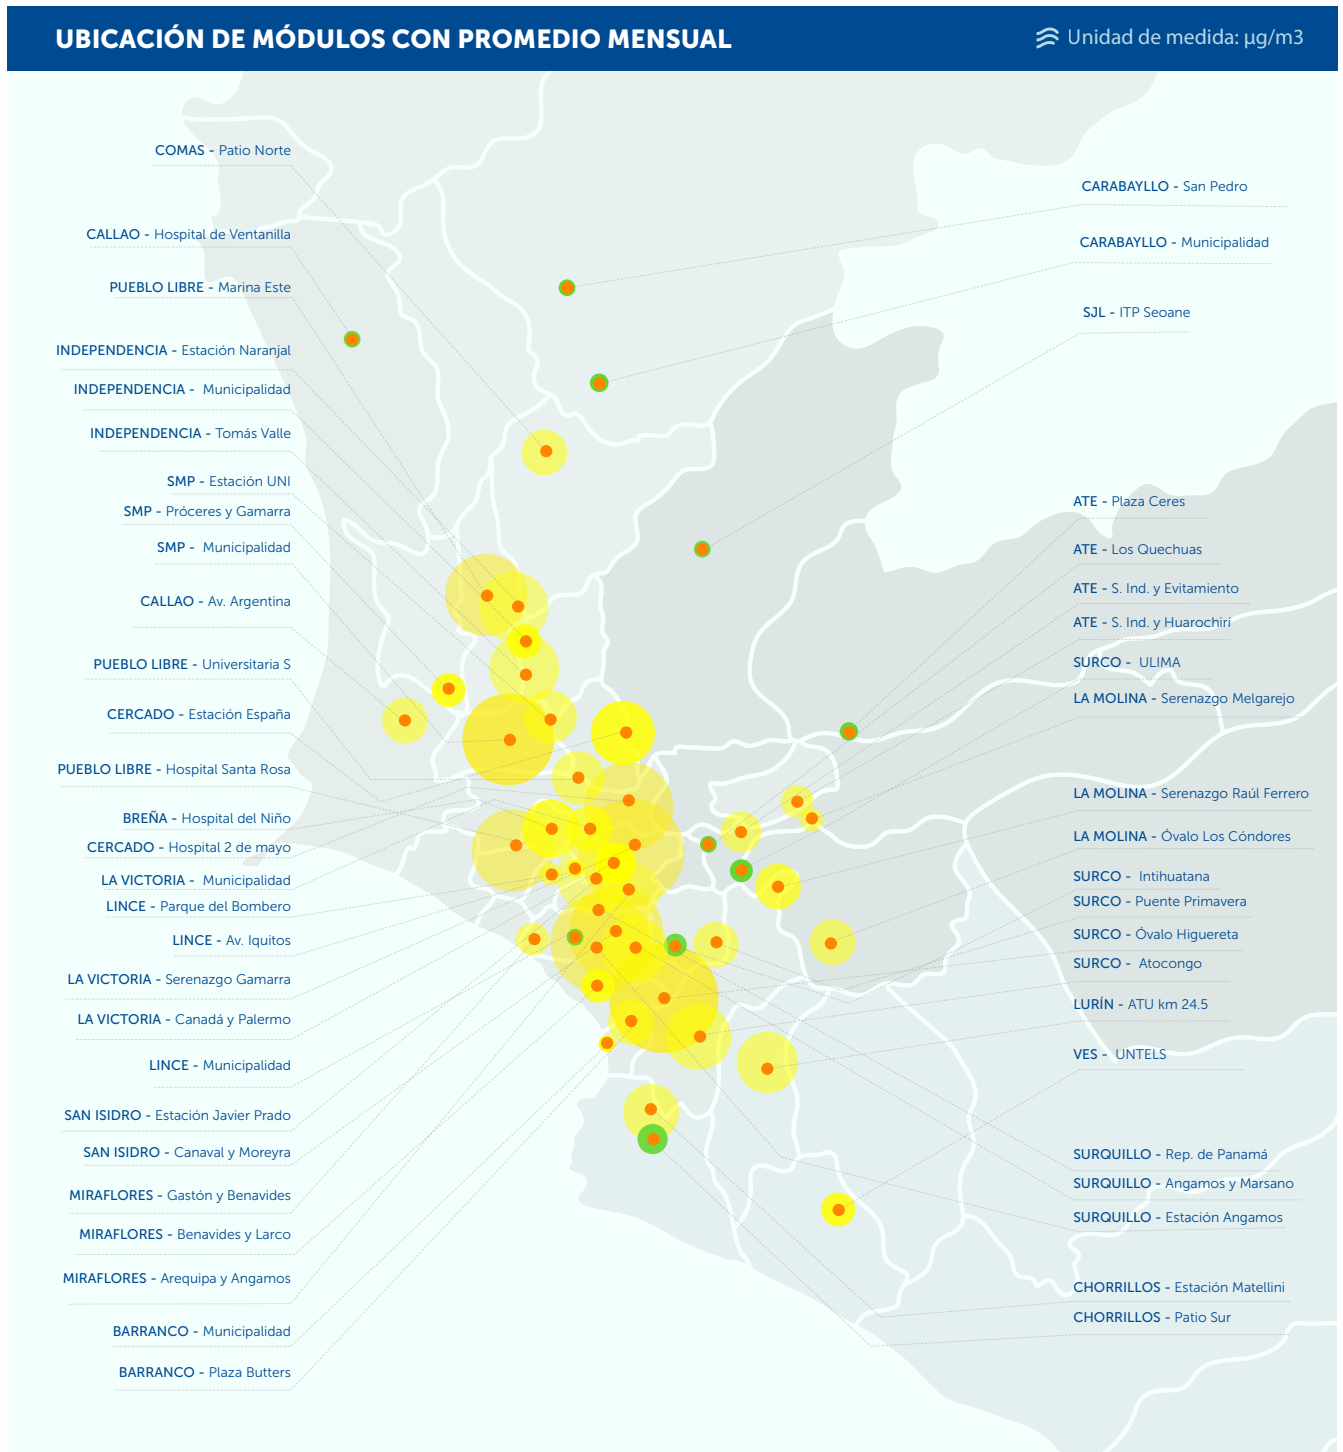 UBICACIÓN DE MÓDULOS CON PROMEDIO MENSUAL
Unidad de medida: µg/m3
COMAS - Patio Norte
CALLAO - Hospital de Ventanilla
PUEBLO LIBRE - Marina Este
INDEPENDENCIA - Estación Naranjal
INDEPENDENCIA - Municipalidad
INDEPENDENCIA - Tomás Valle
SMP - Estación UNI
SMP - Próceres y Gamarra
SMP - Municipalidad
CALLAO - Av. Argentina
PUEBLO LIBRE - Universitaria S
CERCADO - Estación España
PUEBLO LIBRE - Hospital Santa Rosa
BREÑA - Hospital del Niño
CERCADO - Hospital 2 de mayo
LA VICTORIA - Municipalidad
LINCE - Parque del Bombero
LINCE - Av. Iquitos
LA VICTORIA - Serenazgo Gamarra
LA VICTORIA - Canadá y Palermo
LINCE - Municipalidad
SAN ISIDRO - Estación Javier Prado
SAN ISIDRO - Canaval y Moreyra
MIRAFLORES - Gastón y Benavides
MIRAFLORES - Benavides y Larco
MIRAFLORES - Arequipa y Angamos
BARRANCO - Municipalidad
BARRANCO - Plaza Butters
CARABAYLLO - San Pedro
CARABAYLLO - Municipalidad
SJL - ITP Seoane
ATE - Plaza Ceres
ATE - Los Quechuas
ATE - S. Ind. y Evitamiento
ATE - S. Ind. y Huarochirí
SURCO - ULIMA
LA MOLINA - Serenazgo Melgarejo
LA MOLINA - Serenazgo Raúl Ferrero
LA MOLINA - Óvalo Los Cóndores
SURCO - Intihuatana
SURCO - Puente Primavera
SURCO - Óvalo Higuereta
SURCO - Atocongo
LURÍN - ATU km 24.5
VES - UNTELS
SURQUILLO - Rep. de Panamá
SURQUILLO - Angamos y Marsano
SURQUILLO - Estación Angamos
CHORRILLOS - Estación Matellini
CHORRILLOS - Patio Sur